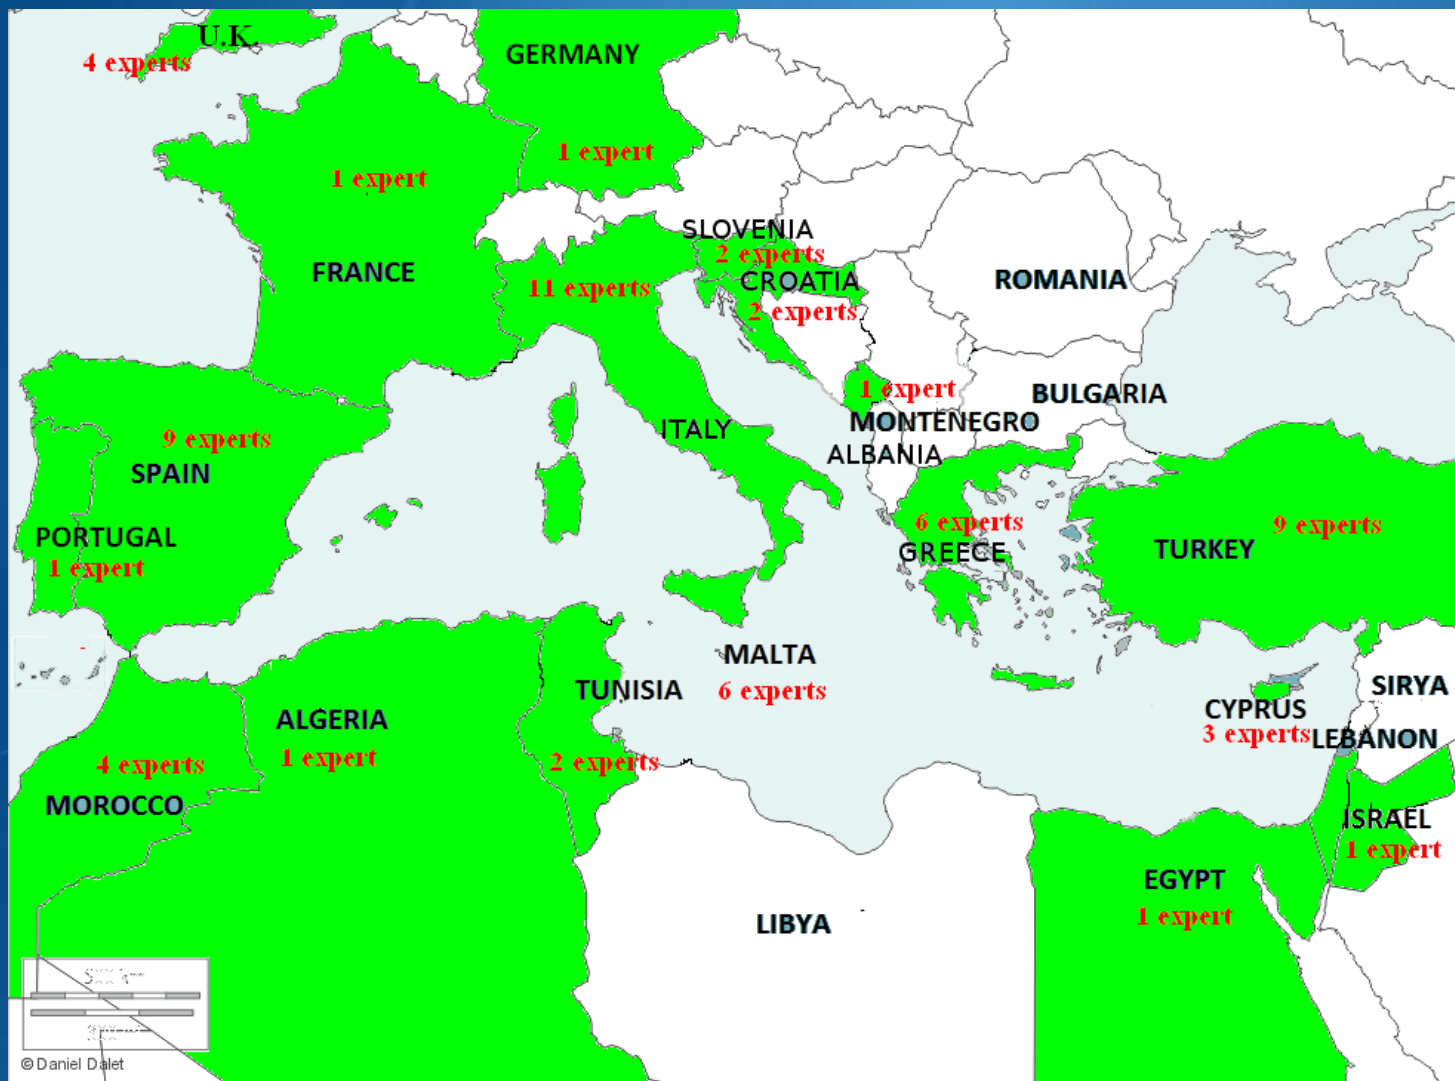 U.K.
4 experts
GERMANY
1 expert
1 expert
FRANCE
SLOVENIA
2 experts
CROATIA
2 experts
11 experts
ROMANIA
1 expert
BULGARIA
MONTENEGRO
ITALY
ALBANIA
9 experts
SPAIN
PORTUGAL
1 expert
6 experts
GREECE
9 experts
TURKEY
MALTA
6 experts
TUNISIA
2 experts
ALGERIA
1 expert
4 experts
MOROCCO
SIRYA
CYPRUS
3 experts
LEBANON
ISRAEL
1 expert
EGYPT
1 expert
LIBYA
© Daniel Dalet